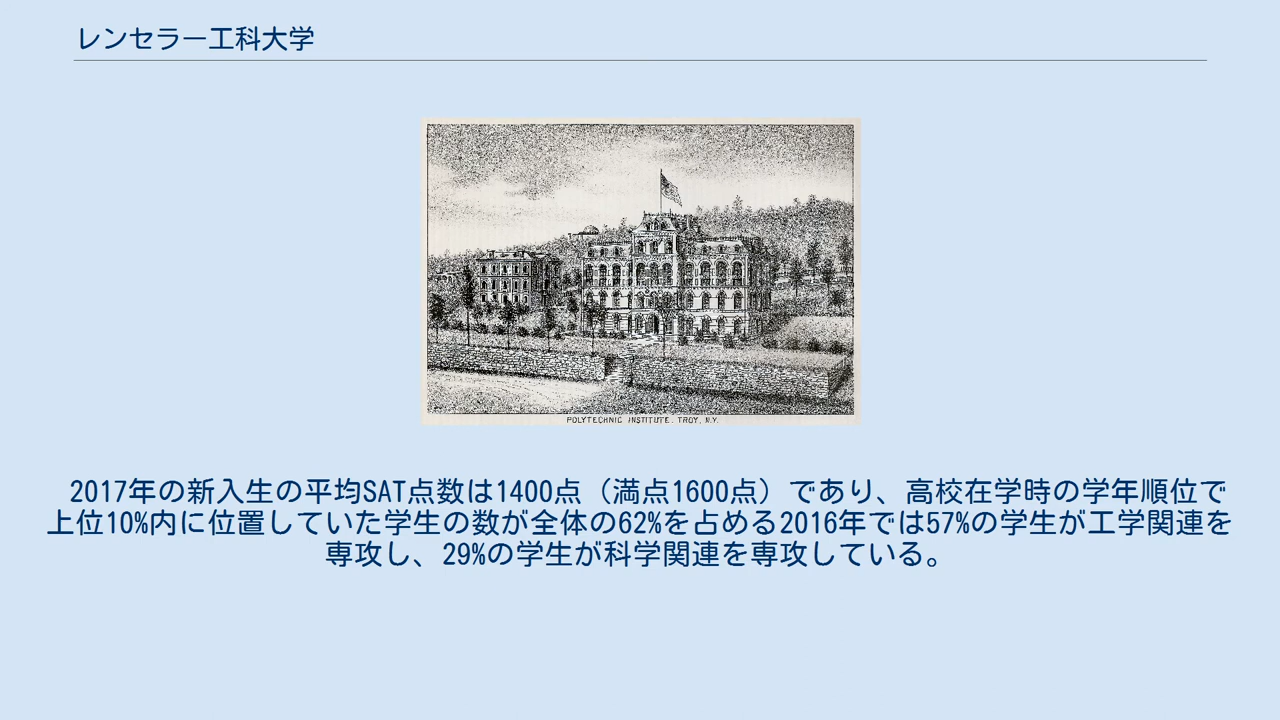 レンセラー工科大学
POLYTECHNIC INSTITUTE. TROY, N.Y.
2017年の新入生の平均SAT点数は1400点（満点1600点）であり、高校在学時の学年順位で
上位10%内に位置していた学生の数が全体の62%を占める2016年では57%の学生が工学関連を
専攻し、29%の学生が科学関連を専攻している。